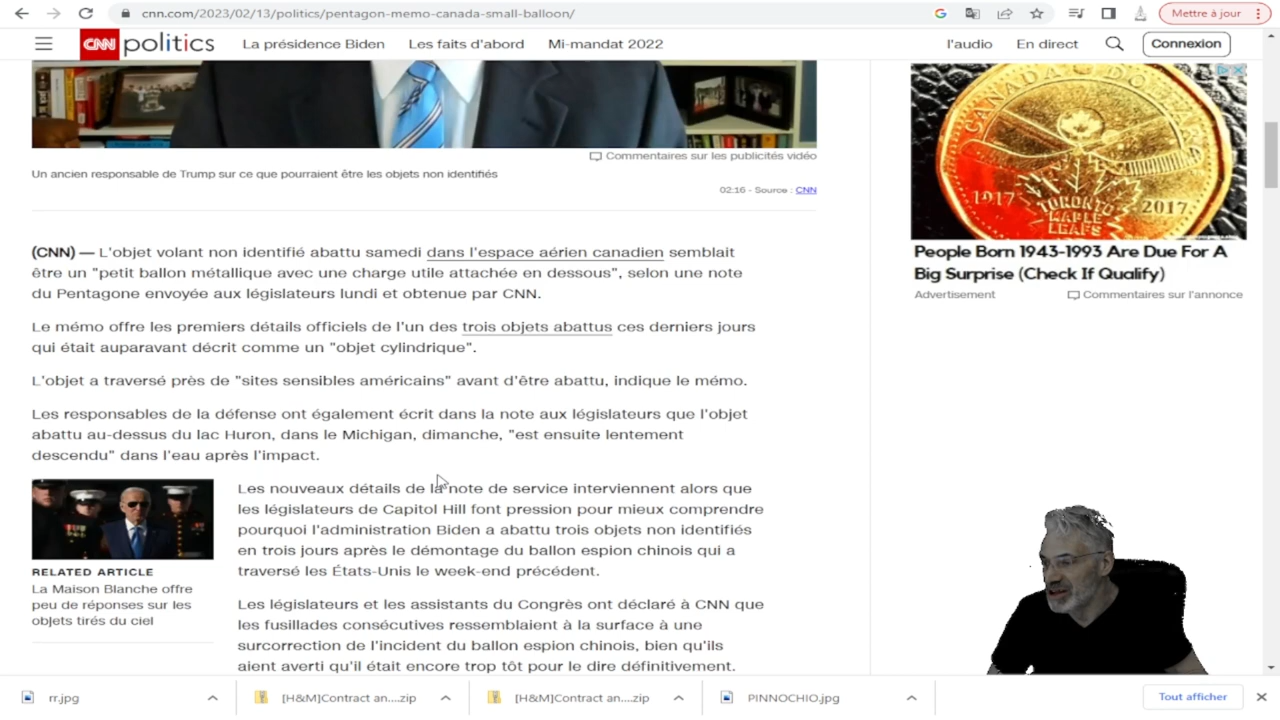 cnn.com/2023/02/13/politics/pentagon-memo-canada-small-balloon/
Mettre à jour
CNN politics
La présidence Biden
Les faits d'abord
Mi-mandat 2022
l'audio
En direct
Connexion
Commentaires sur les publicités vidéo
Un ancien responsable de Trump sur ce que pourraient être les objets non identifiés
02:16 - Source : CNN
(CNN) — L'objet volant non identifié abattu samedi dans l'espace aérien canadien semblait
être un "petit ballon métallique avec une charge utile attachée en dessous", selon une note
du Pentagone envoyée aux législateurs lundi et obtenue par CNN.
Le mémo offre les premiers détails officiels de l'un des trois objets abattus ces derniers jours
qui était auparavant décrit comme un "objet cylindrique".
L'objet a traversé près de "sites sensibles américains" avant d'être abattu, indique le mémo.
Les responsables de la défense ont également écrit dans la note aux législateurs que l'objet
abattu au-dessus du lac Huron, dans le Michigan, dimanche, "est ensuite lentement
descendu" dans l'eau après l'impact.
Les nouveaux détails de la note de service interviennent alors que
les législateurs de Capitol Hill font pression pour mieux comprendre
pourquoi l'administration Biden a abattu trois objets non identifiés
en trois jours après le démontage du ballon espion chinois qui a
traversé les États-Unis le week-end précédent.
Les législateurs et les assistants du Congrès ont déclaré à CNN que
les fusillades consécutives ressemblaient à la surface à une
surcorrection de l'incident du ballon espion chinois, bien qu'ils
aient averti qu'il était encore trop tôt pour le dire définitivement.
RELATED ARTICLE
La Maison Blanche offre
peu de réponses sur les
objets tirés du ciel
CANADA DOLLAR
1917
2017
TORONTO
MAPLE
LEAFS
People Born 1943-1993 Are Due For A
Big Surprise (Check If Qualify)
Advertisement
Commentaires sur l'annonce
rr.jpg
[H&M]Contract an....zip
[H&M]Contract an....zip
PINNOCHIO.jpg
Tout afficher